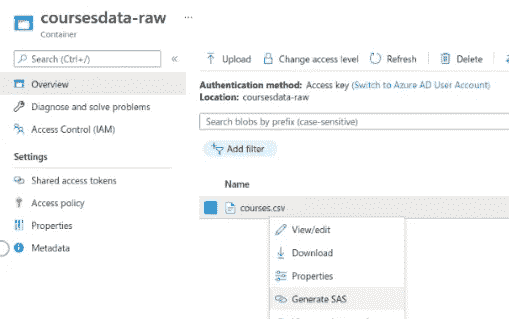 coursesdata-raw ...
Container
Search (Ctrl+/)
«
Overview
Diagnose and solve problems
Access Control (IAM)
Settings
Shared access tokens
Access policy
Properties
Metadata
Upload Change access level Refresh Delete
Authentication method: Access key (Switch to Azure AD User Account)
Location: coursesdata-raw
Search blobs by prefix (case-sensitive)
Add filter
Name
courses.csv
View/edit
Download
Properties
Generate SAS